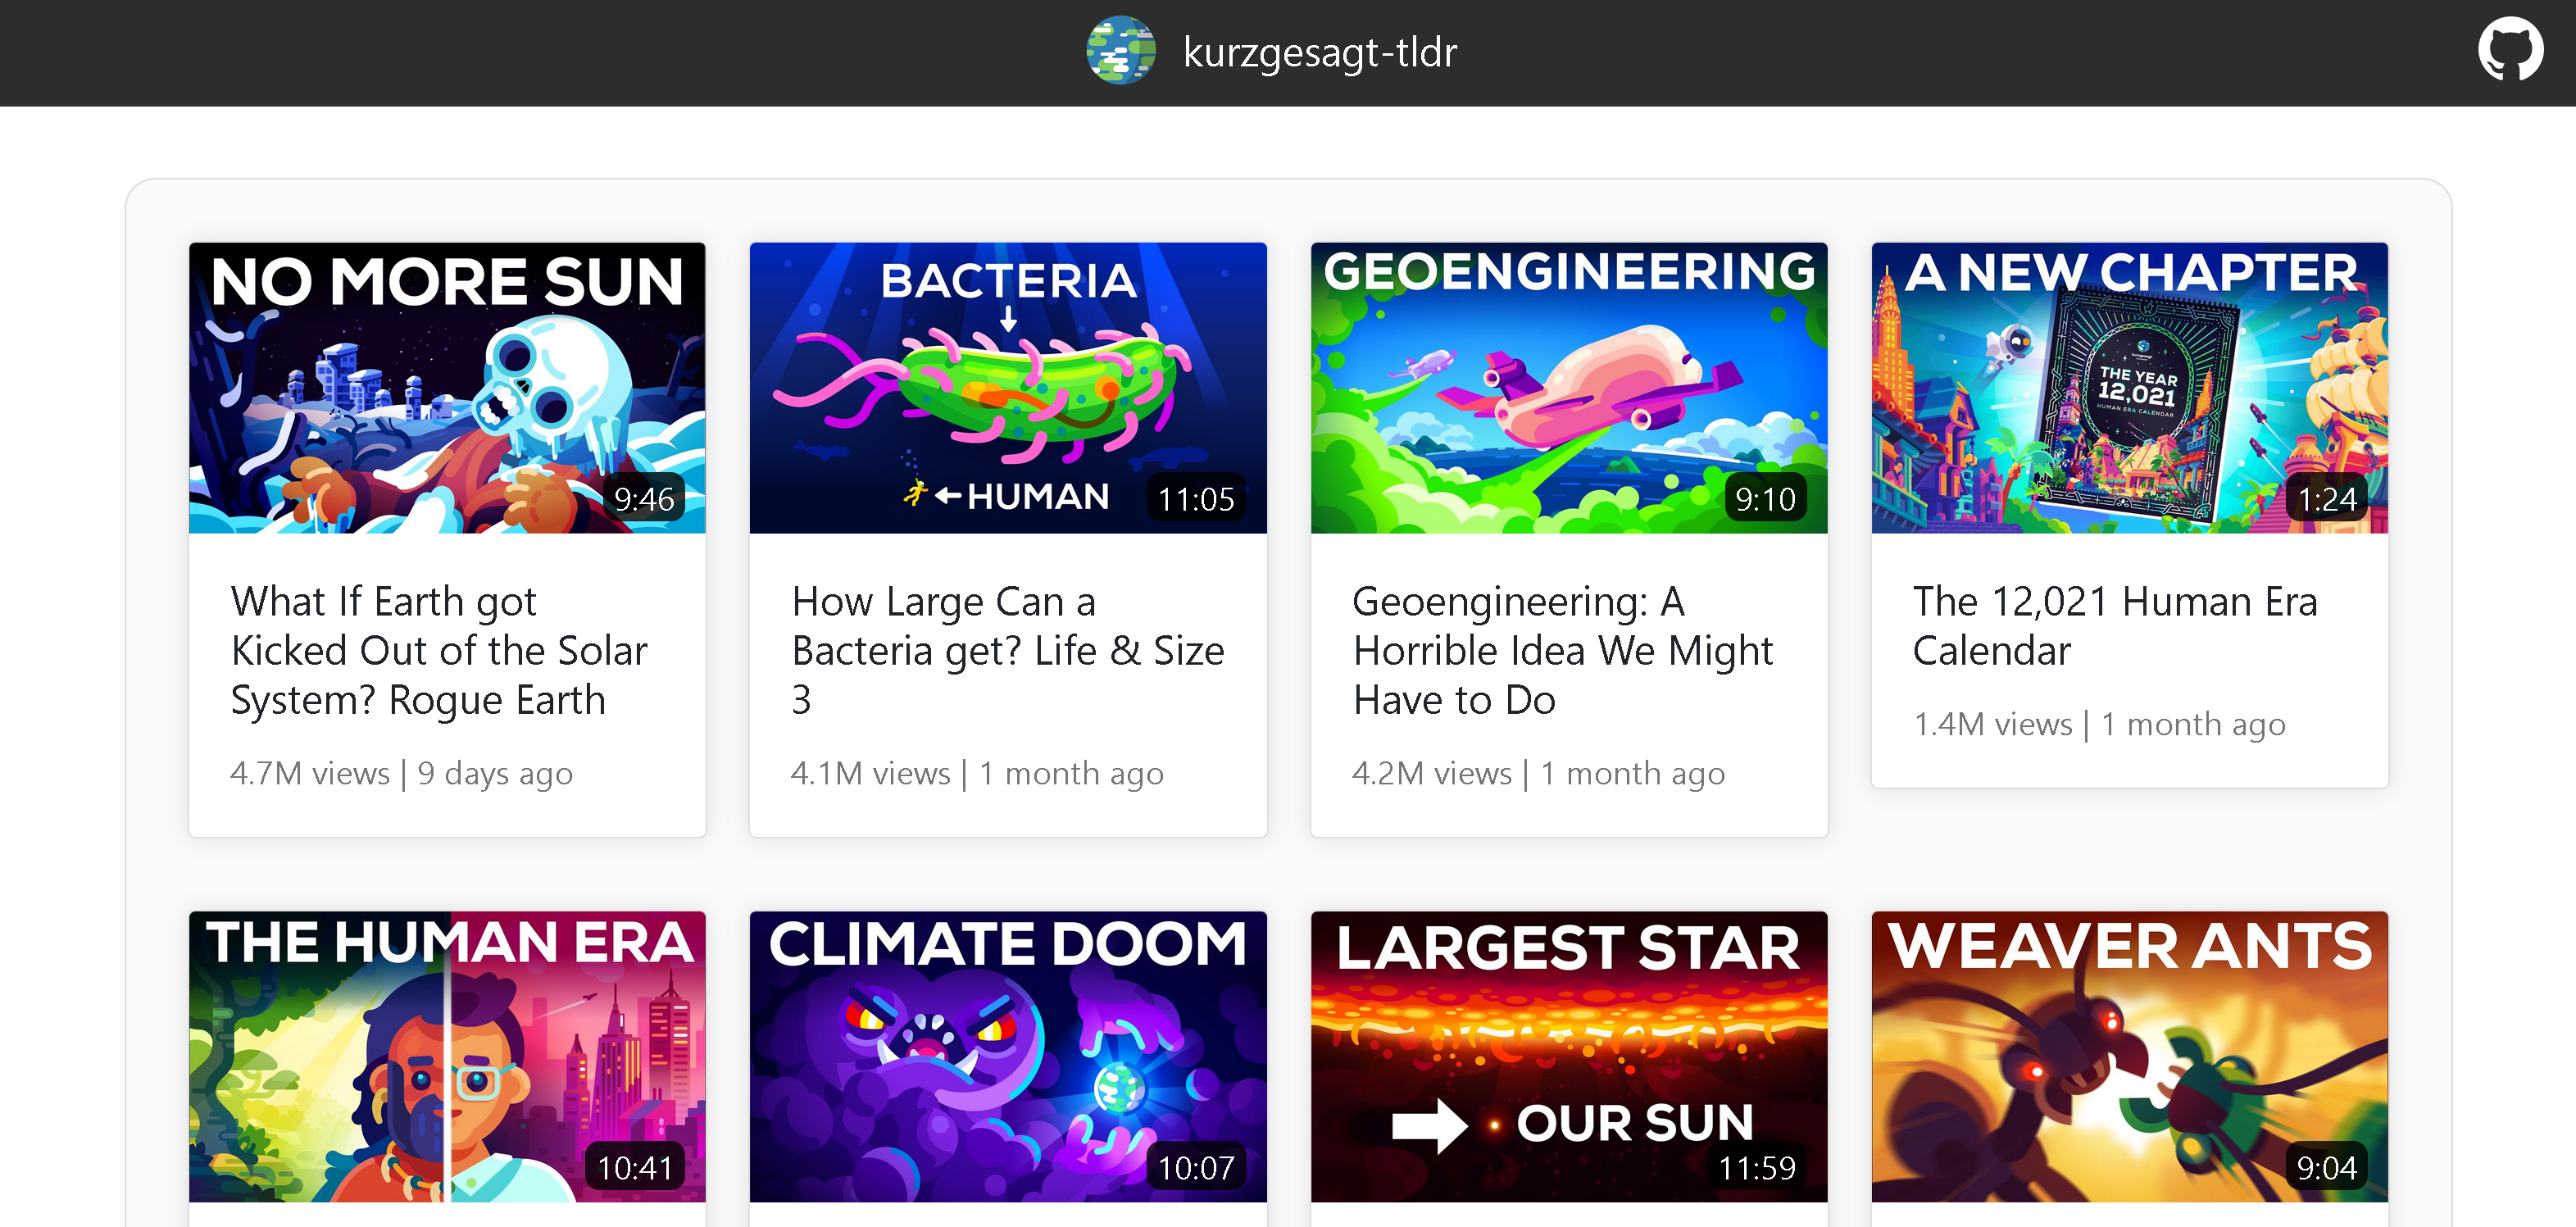 kurzgesagt-tldr
NO MORE SUN
9:46
What If Earth got
Kicked Out of the Solar
System? Rogue Earth
4.7M views | 9 days ago
BACTERIA
←HUMAN
11:05
How Large Can a
Bacteria get? Life & Size
3
4.1M views | 1 month ago
GEOENGINEERING
9:10
Geoengineering: A
Horrible Idea We Might
Have to Do
4.2M views | 1 month ago
A NEW CHAPTER
THE YEAR
12,021
HUMAN ERA CALENDAR
1:24
The 12,021 Human Era
Calendar
1.4M views | 1 month ago
THE HUMAN ERA
10:41
CLIMATE DOOM
10:07
LARGEST STAR
OUR SUN
11:59
WEAVER ANTS
9:04